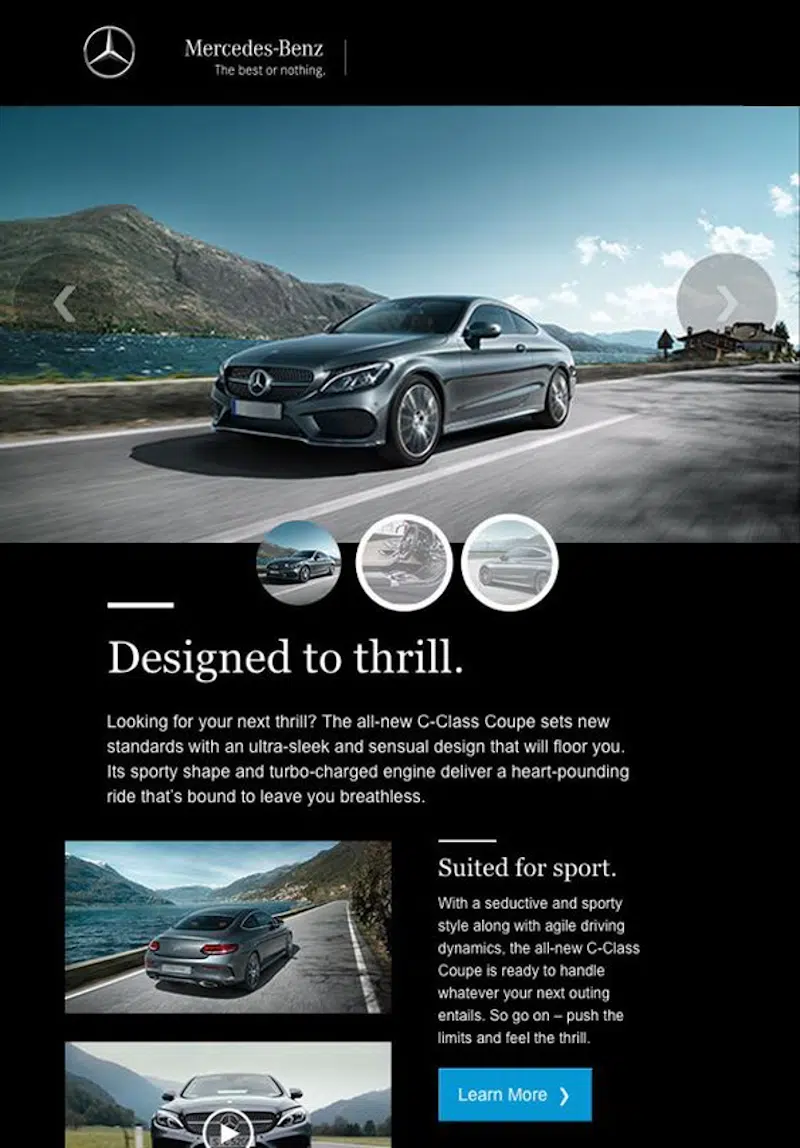 Mercedes-Benz
The best or nothing.
Designed to thrill.
Looking for your next thrill? The all-new C-Class Coupe sets new
standards with an ultra-sleek and sensual design that will floor you.
Its sporty shape and turbo-charged engine deliver a heart-pounding
ride that's bound to leave you breathless.
Suited for sport.
With a seductive and sporty
style along with agile driving
dynamics, the all-new C-Class
Coupe is ready to handle
whatever your next outing
entails. So go on – push the
limits and feel the thrill.
Learn More ❯